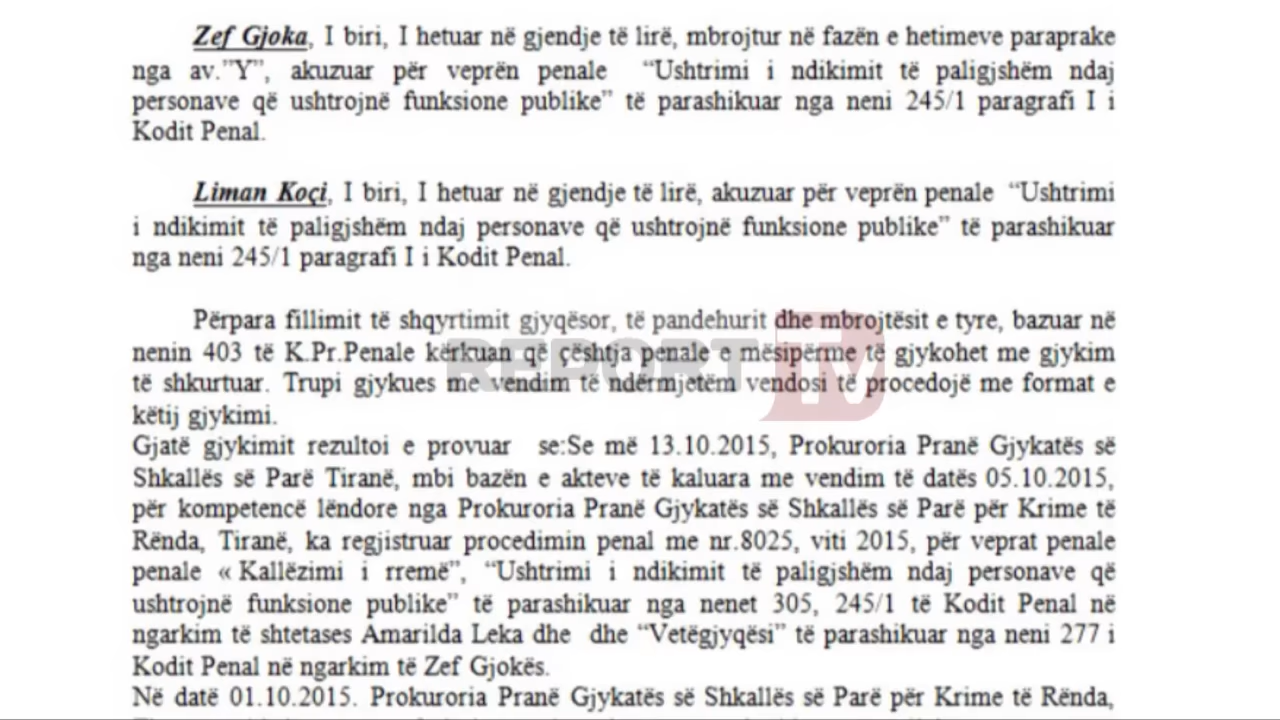 Zef Gjoka, I biri, I hetuar në gjendje të lirë, mbrojtur në fazën e hetimeve paraprake
nga av.”Y”, akuzuar për veprën penale “Ushtrimi i ndikimit të paligjshëm ndaj
personave që ushtrojnë funksione publike” të parashikuar nga neni 245/1 paragrafi I i
Kodit Penal.
Liman Koçi, I biri, I hetuar në gjendje të lirë, akuzuar për veprën penale “Ushtrimi
i ndikimit të paligjshëm ndaj personave që ushtrojnë funksione publike” të parashikuar
nga neni 245/1 paragrafi I i Kodit Penal.
Përpara fillimit të shqyrtimit gjyqësor, të pandehurit dhe mbrojtësit e tyre, bazuar në
nenin 403 të K.Pr.Penale kërkuan që çështja penale e mësipërme të gjykohet me gjykim
të shkurtuar. Trupi gjykues me vendim të ndërmjetëm vendosi të procedojë me format e
këtij gjykimi.
Gjatë gjykimit rezultoi e provuar se:Se më 13.10.2015, Prokuroria Pranë Gjykatës së
Shkallës së Parë Tiranë, mbi bazën e akteve të kaluara me vendim të datës 05.10.2015,
për kompetencë lëndore nga Prokuroria Pranë Gjykatës së Shkallës së Parë për Krime të
Rënda, Tiranë, ka regjistruar procedimin penal me nr.8025, viti 2015, për veprat penale
penale « Kallëzimi i rremë”, “Ushtrimi i ndikimit të paligjshëm ndaj personave që
ushtrojnë funksione publike” të parashikuar nga nenet 305, 245/1 të Kodit Penal në
ngarkim të shtetases Amarilda Leka dhe dhe “Vetëgjyqësi” të parashikuar nga neni 277 i
Kodit Penal në ngarkim të Zef Gjokës.
Në datë 01.10.2015. Prokuroria Pranë Gjykatës së Shkallës së Parë për Krime të Rënda,
REPORT TV